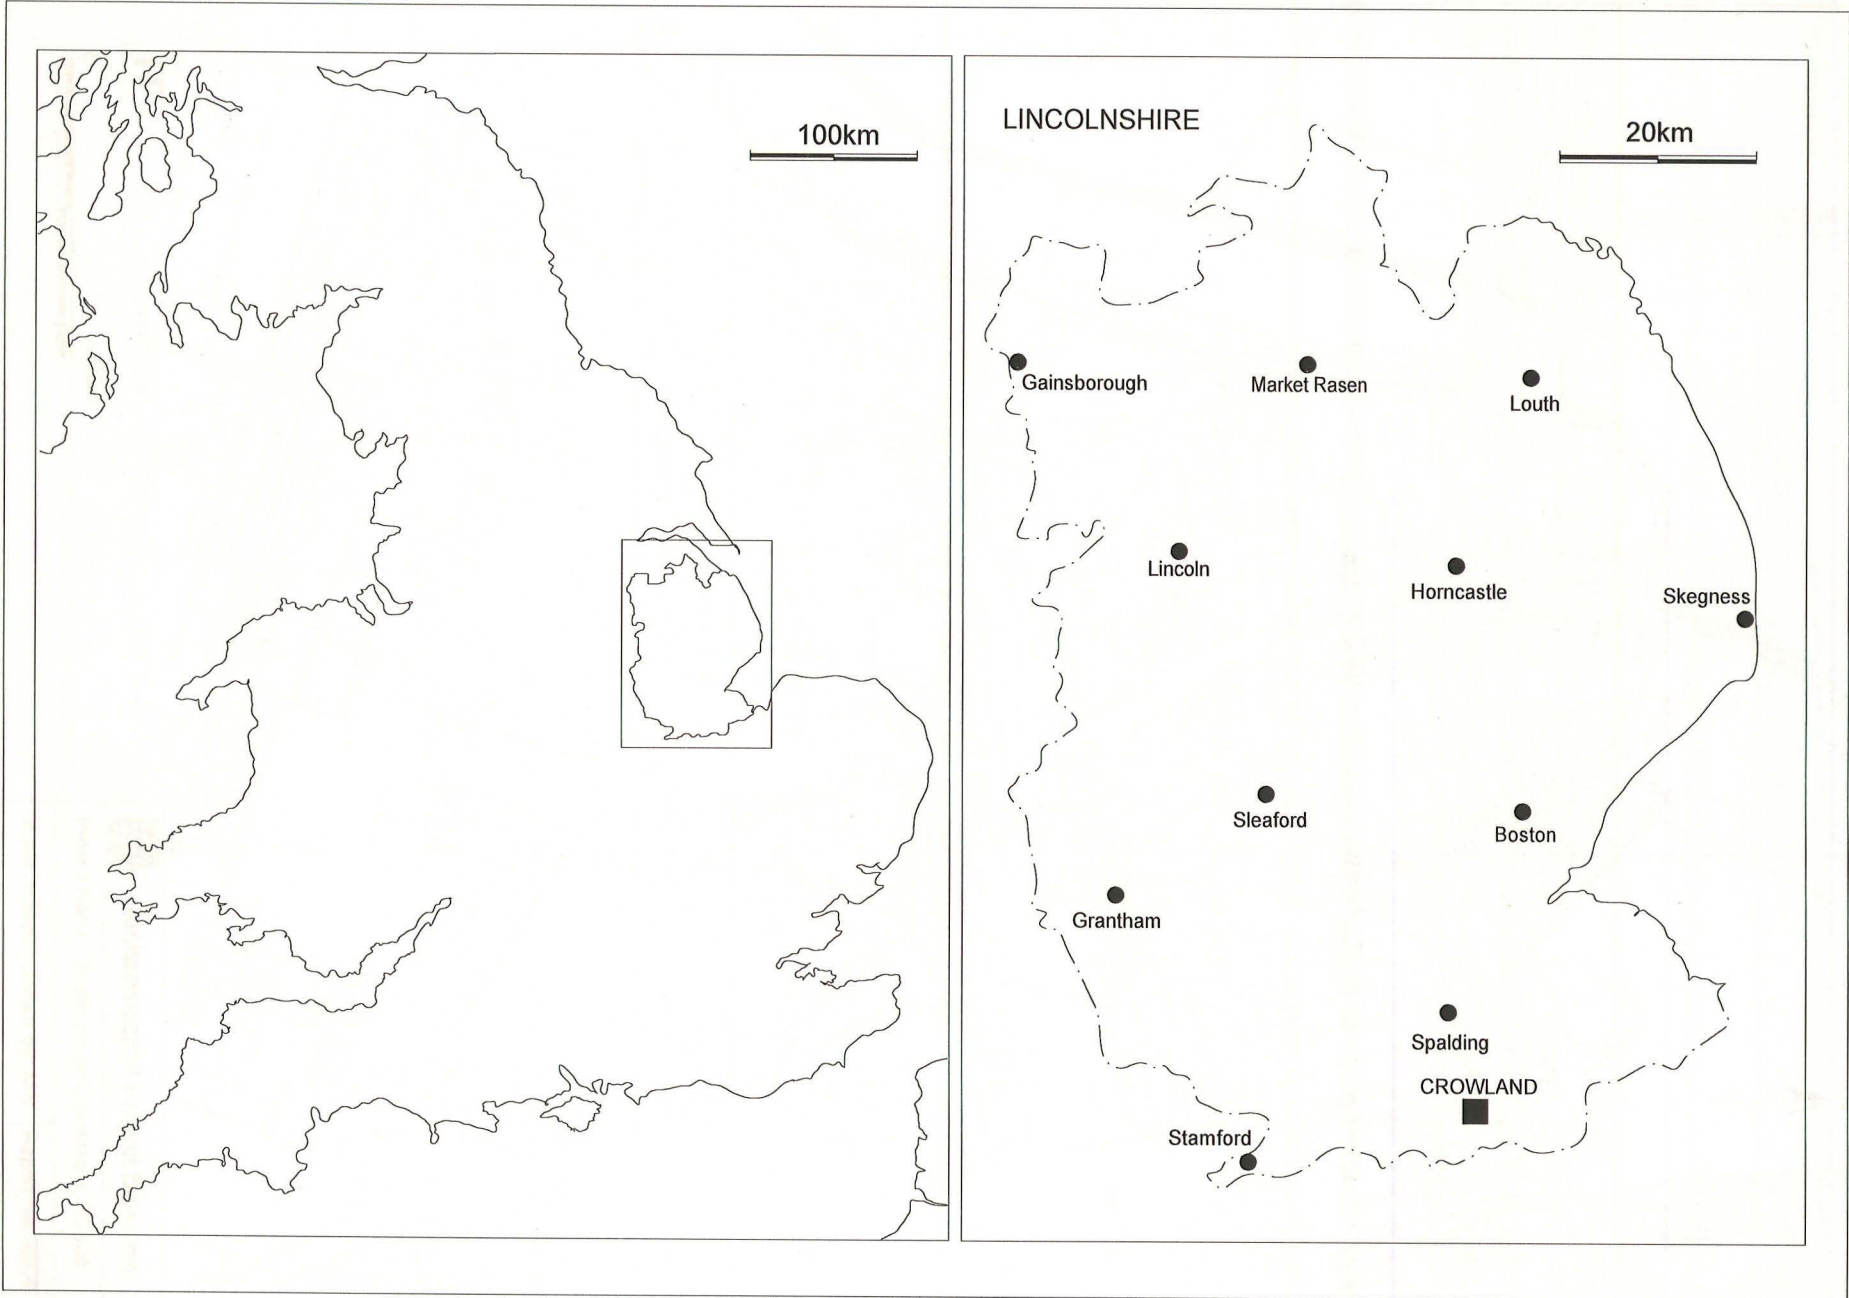 100km
LINCOLNSHIRE
20km
Gainsborough
Market Rasen
Louth
Lincoln
Horncastle
Skegness
Sleaford
Boston
Grantham
Spalding
CROWLAND
Stamford